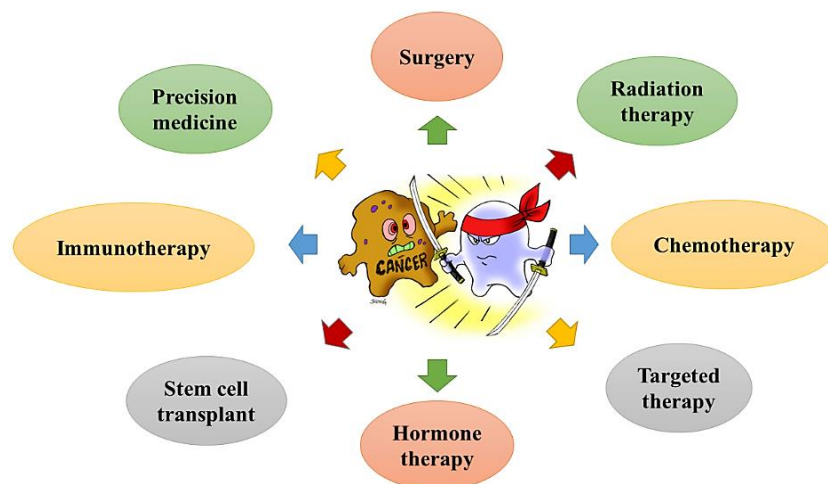 Surgery
Precision
medicine
Radiation
therapy
Immunotherapy
CANCER
Chemotherapy
Stem cell
transplant
Targeted
therapy
Hormone
therapy